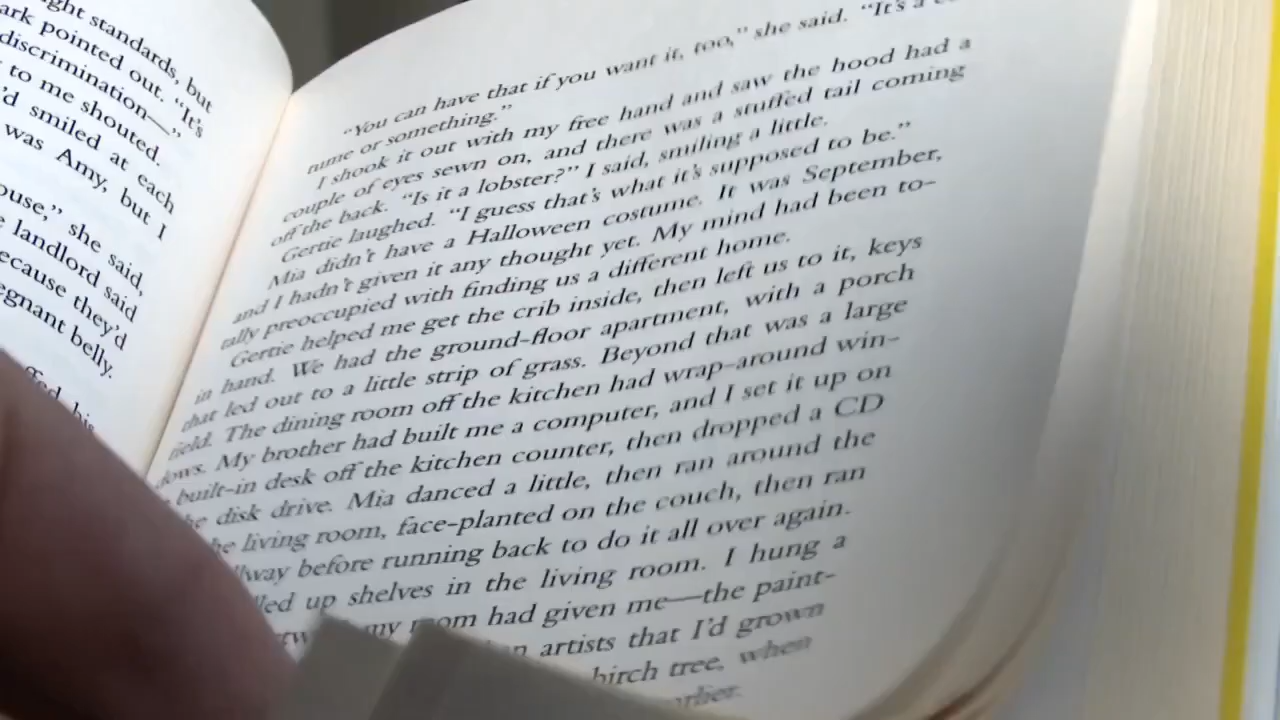 ght standards, but
ark pointed out. "It's
discrimination—"
to me shouted.
'd smiled at each
was Amy, but I
ouse," she said,
e landlord said
ecause they'd
egnant belly.
his
"You can have that if you want it, too," she said. "It's a
tume or something."
I shook it out with my free hand and saw the hood had a
couple of eyes sewn on, and there was a stuffed tail coming
off the back. "Is it a lobster?" I said, smiling a little.
Gertie laughed. "I guess that's what it's supposed to be."
Mia didn't have a Halloween costume. It was September,
and I hadn't given it any thought yet. My mind had been to-
tally preoccupied with finding us a different home.
Gertie helped me get the crib inside, then left us to it, keys
in hand. We had the ground-floor apartment, with a porch
that led out to a little strip of grass. Beyond that was a large
field. The dining room off the kitchen had wrap-around win-
dows. My brother had built me a computer, and I set it up on
built-in desk off the kitchen counter, then dropped a CD
he disk drive. Mia danced a little, then ran around the
he living room, face-planted on the couch, then ran
llway before running back to do it all over again.
lled up shelves in the living room. I hung a
my mom had given me—the paint-
artists that I'd grown
birch tree, when
rlier.